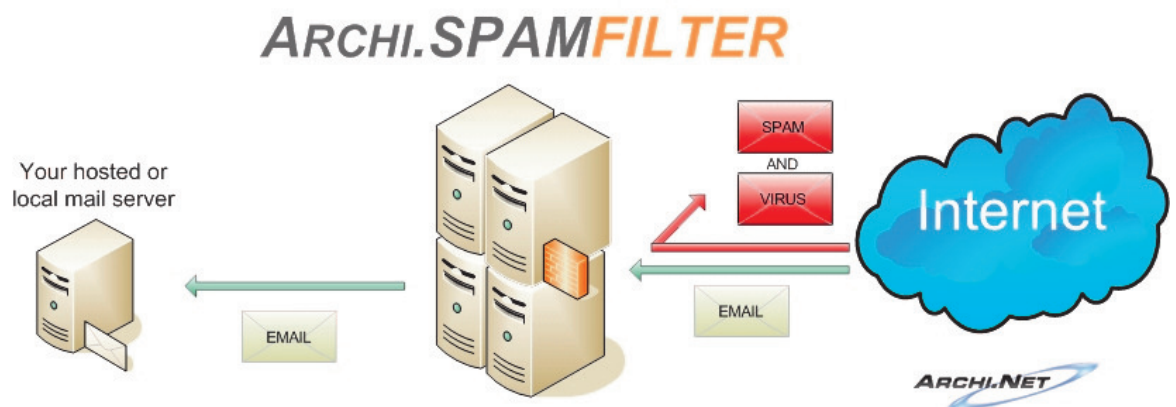 ARCHI.SPAMFILTER
SPAM
AND
VIRUS
Your hosted or
local mail server
Internet
EMAIL
EMAIL
ARCHI.NET